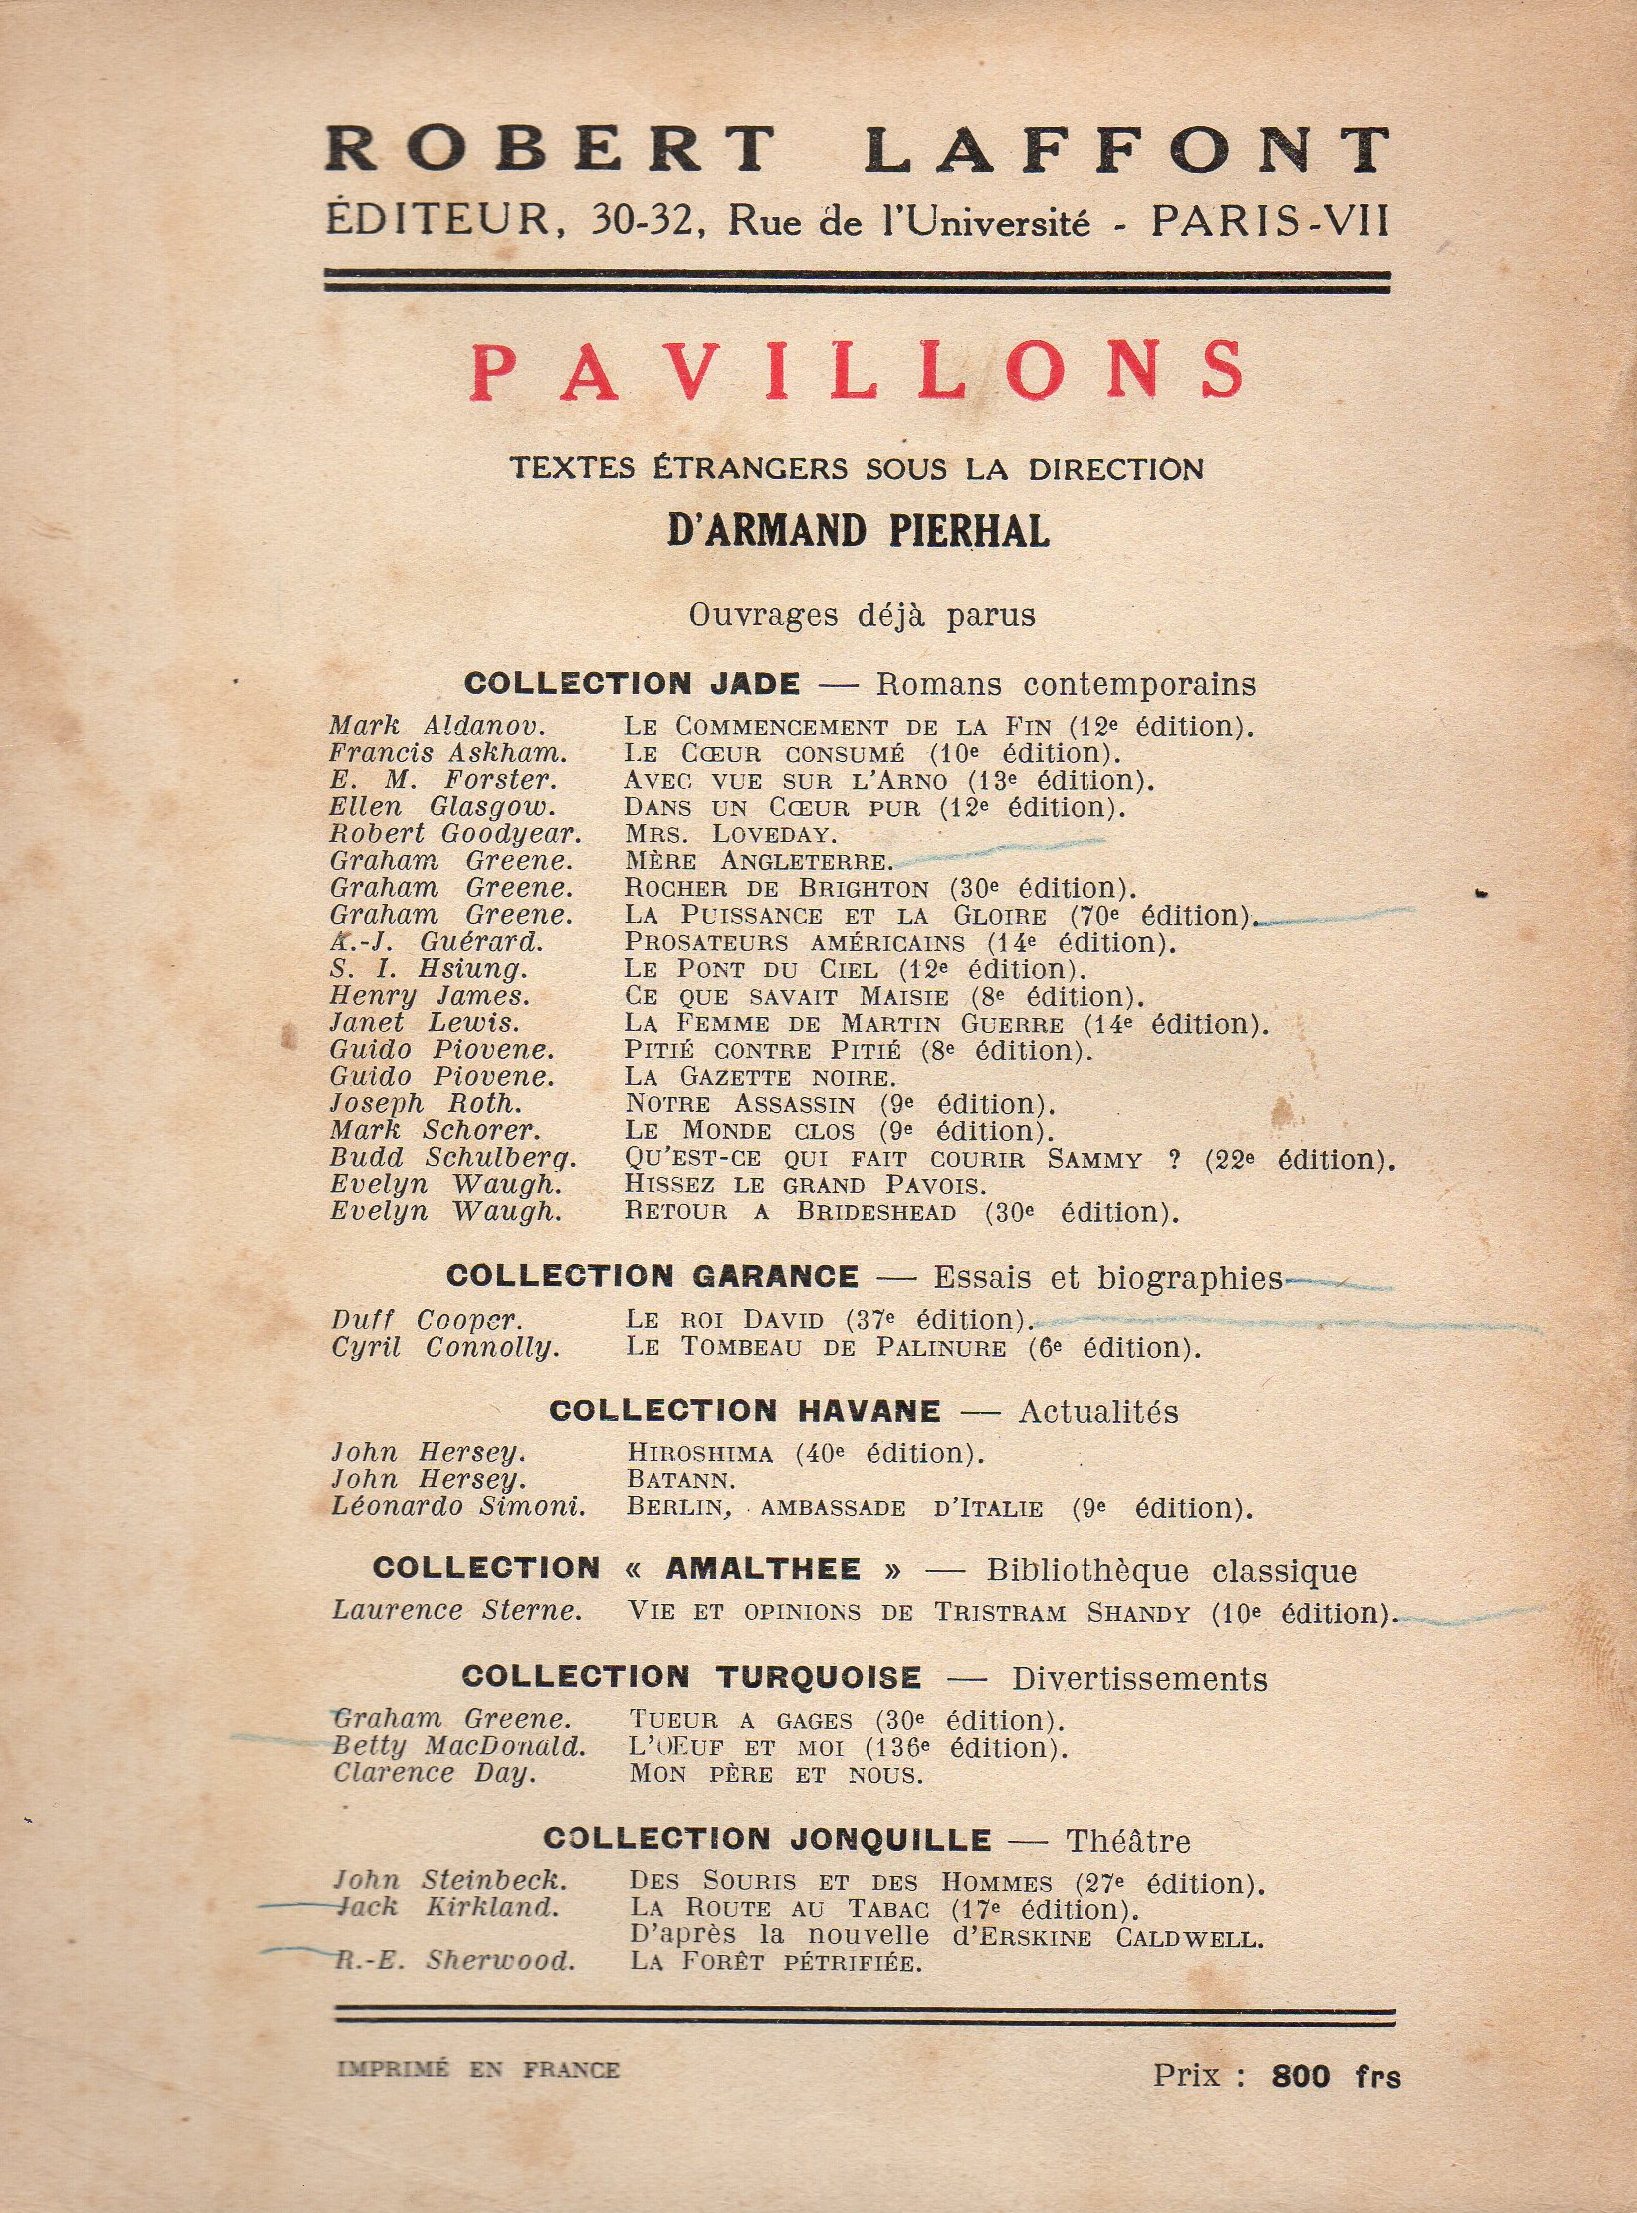 ROBERT LAFFONT
ÉDITEUR, 30-32, Rue de l'Université - PARIS-VII
PAVILLONS
TEXTES ÉTRANGERS SOUS LA DIRECTION
D'ARMAND PIERHAL
Ouvrages déjà parus
COLLECTION JADE — Romans contemporains
Mark Aldanov. LE COMMENCEMENT DE LA FIN (12e édition).
Francis Askham. LE CŒUR CONSUMÉ (10e édition).
E. M. Forster. AVEC VUE SUR L'ARNO (13e édition).
Ellen Glasgow. DANS UN CŒUR PUR (12e édition).
Robert Goodyear. MRS. LOVEDAY.
Graham Greene. MÈRE ANGLETERRE.
Graham Greene. ROCHER DE BRIGHTON (30e édition).
Graham Greene. LA PUISSANCE ET LA GLOIRE (70e édition).
A.-J. Guérard. PROSATEURS AMÉRICAINS (14e édition).
S. I. Hsiung. LE PONT DU CIEL (12e édition).
Henry James. CE QUE SAVAIT MAISIE (8e édition).
Janet Lewis. LA FEMME DE MARTIN GUERRE (14e édition).
Guido Piovene. PITIÉ CONTRE PITIÉ (8e édition).
Guido Piovene. LA GAZETTE NOIRE.
Joseph Roth. NOTRE ASSASSIN (9e édition).
Mark Schorer. LE MONDE CLOS (9e édition).
Budd Schulberg. QU'EST-CE QUI FAIT COURIR SAMMY ? (22e édition).
Evelyn Waugh. HISSEZ LE GRAND PAVOIS.
Evelyn Waugh. RETOUR A BRIDESHEAD (30e édition).
COLLECTION GARANCE — Essais et biographies
Duff Cooper. LE ROI DAVID (37e édition).
Cyril Connolly. LE TOMBEAU DE PALINURE (6e édition).
COLLECTION HAVANE — Actualités
John Hersey. HIROSHIMA (40e édition).
John Hersey. BATANN.
Léonardo Simoni. BERLIN, AMBASSADE D'ITALIE (9e édition).
COLLECTION « AMALTHEE » — Bibliothèque classique
Laurence Sterne. VIE ET OPINIONS DE TRISTRAM SHANDY (10e édition).
COLLECTION TURQUOISE — Divertissements
Graham Greene. TUEUR A GAGES (30e édition).
Betty MacDonald. L'ŒUF ET MOI (136e édition).
Clarence Day. MON PÈRE ET NOUS.
COLLECTION JONQUILLE — Théâtre
John Steinbeck. DES SOURIS ET DES HOMMES (27e édition).
Jack Kirkland. LA ROUTE AU TABAC (17e édition).
D'après la nouvelle d'ERSKINE CALDWELL.
R.-E. Sherwood. LA FORÊT PÉTRIFIÉE.
IMPRIMÉ EN FRANCE Prix : 800 frs